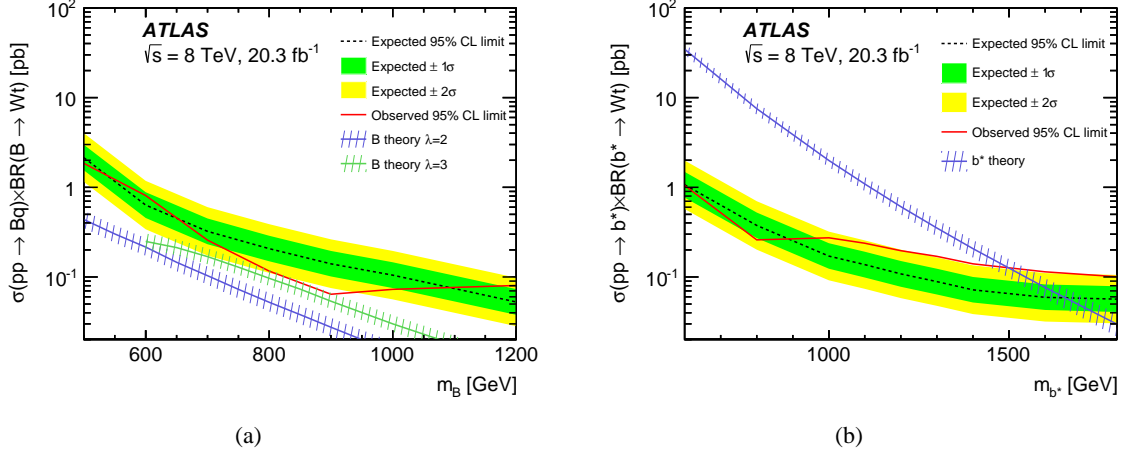 σ(pp → Bq)×BR(B → Wt) [pb]
10²
10
1
10⁻¹
ATLAS
√s = 8 TeV, 20.3 fb⁻¹
Expected 95% CL limit
Expected ± 1σ
Expected ± 2σ
Observed 95% CL limit
B theory λ=2
B theory λ=3
600 800 1000 1200
m_B [GeV]
(a)
σ(pp → b*)×BR(b* → Wt) [pb]
10²
10
1
10⁻¹
ATLAS
√s = 8 TeV, 20.3 fb⁻¹
Expected 95% CL limit
Expected ± 1σ
Expected ± 2σ
Observed 95% CL limit
b* theory
1000 1500
m_b* [GeV]
(b)